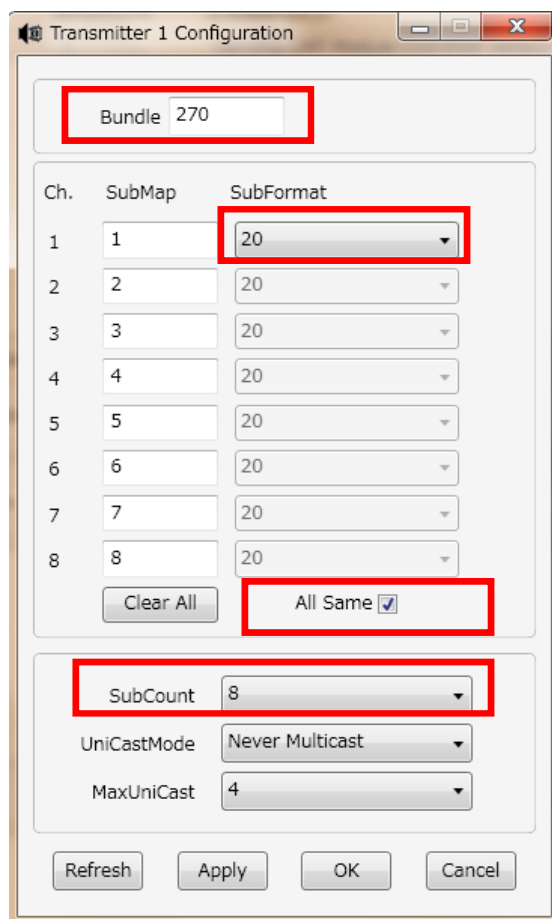 Transmitter 1 Configuration
Bundle 270
Ch. SubMap SubFormat
1 1 20
2 2 20
3 3 20
4 4 20
5 5 20
6 6 20
7 7 20
8 8 20
Clear All All Same
SubCount 8
UniCastMode Never Multicast
MaxUniCast 4
Refresh Apply OK Cancel